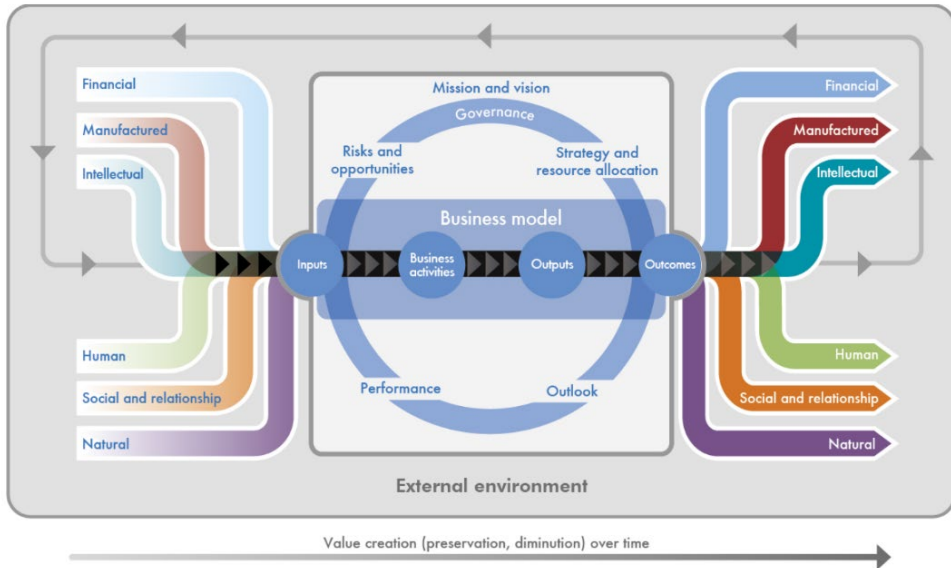 Financial
Manufactured
Intellectual
Human
Social and relationship
Natural
Mission and vision
Governance
Risks and
opportunities
Strategy and
resource allocation
Business model
Inputs
Business
activities
Outputs
Outcomes
Performance
Outlook
Financial
Manufactured
Intellectual
Human
Social and relationship
Natural
External environment
Value creation (preservation, diminution) over time